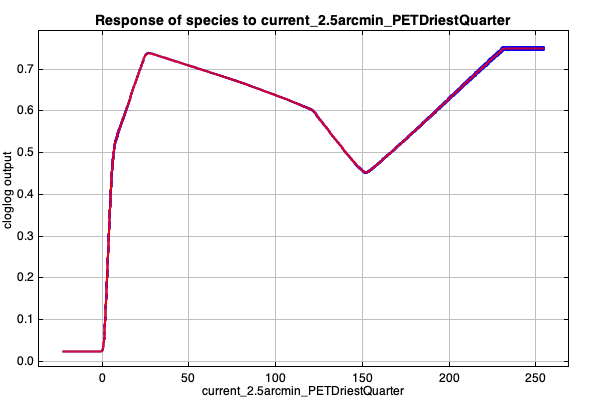 Response of species to current_2.5arcmin_PETDriestQuarter
cloglog output
0.7
0.6
0.5
0.4
0.3
0.2
0.1
0.0
0 50 100 150 200 250
current_2.5arcmin_PETDriestQuarter